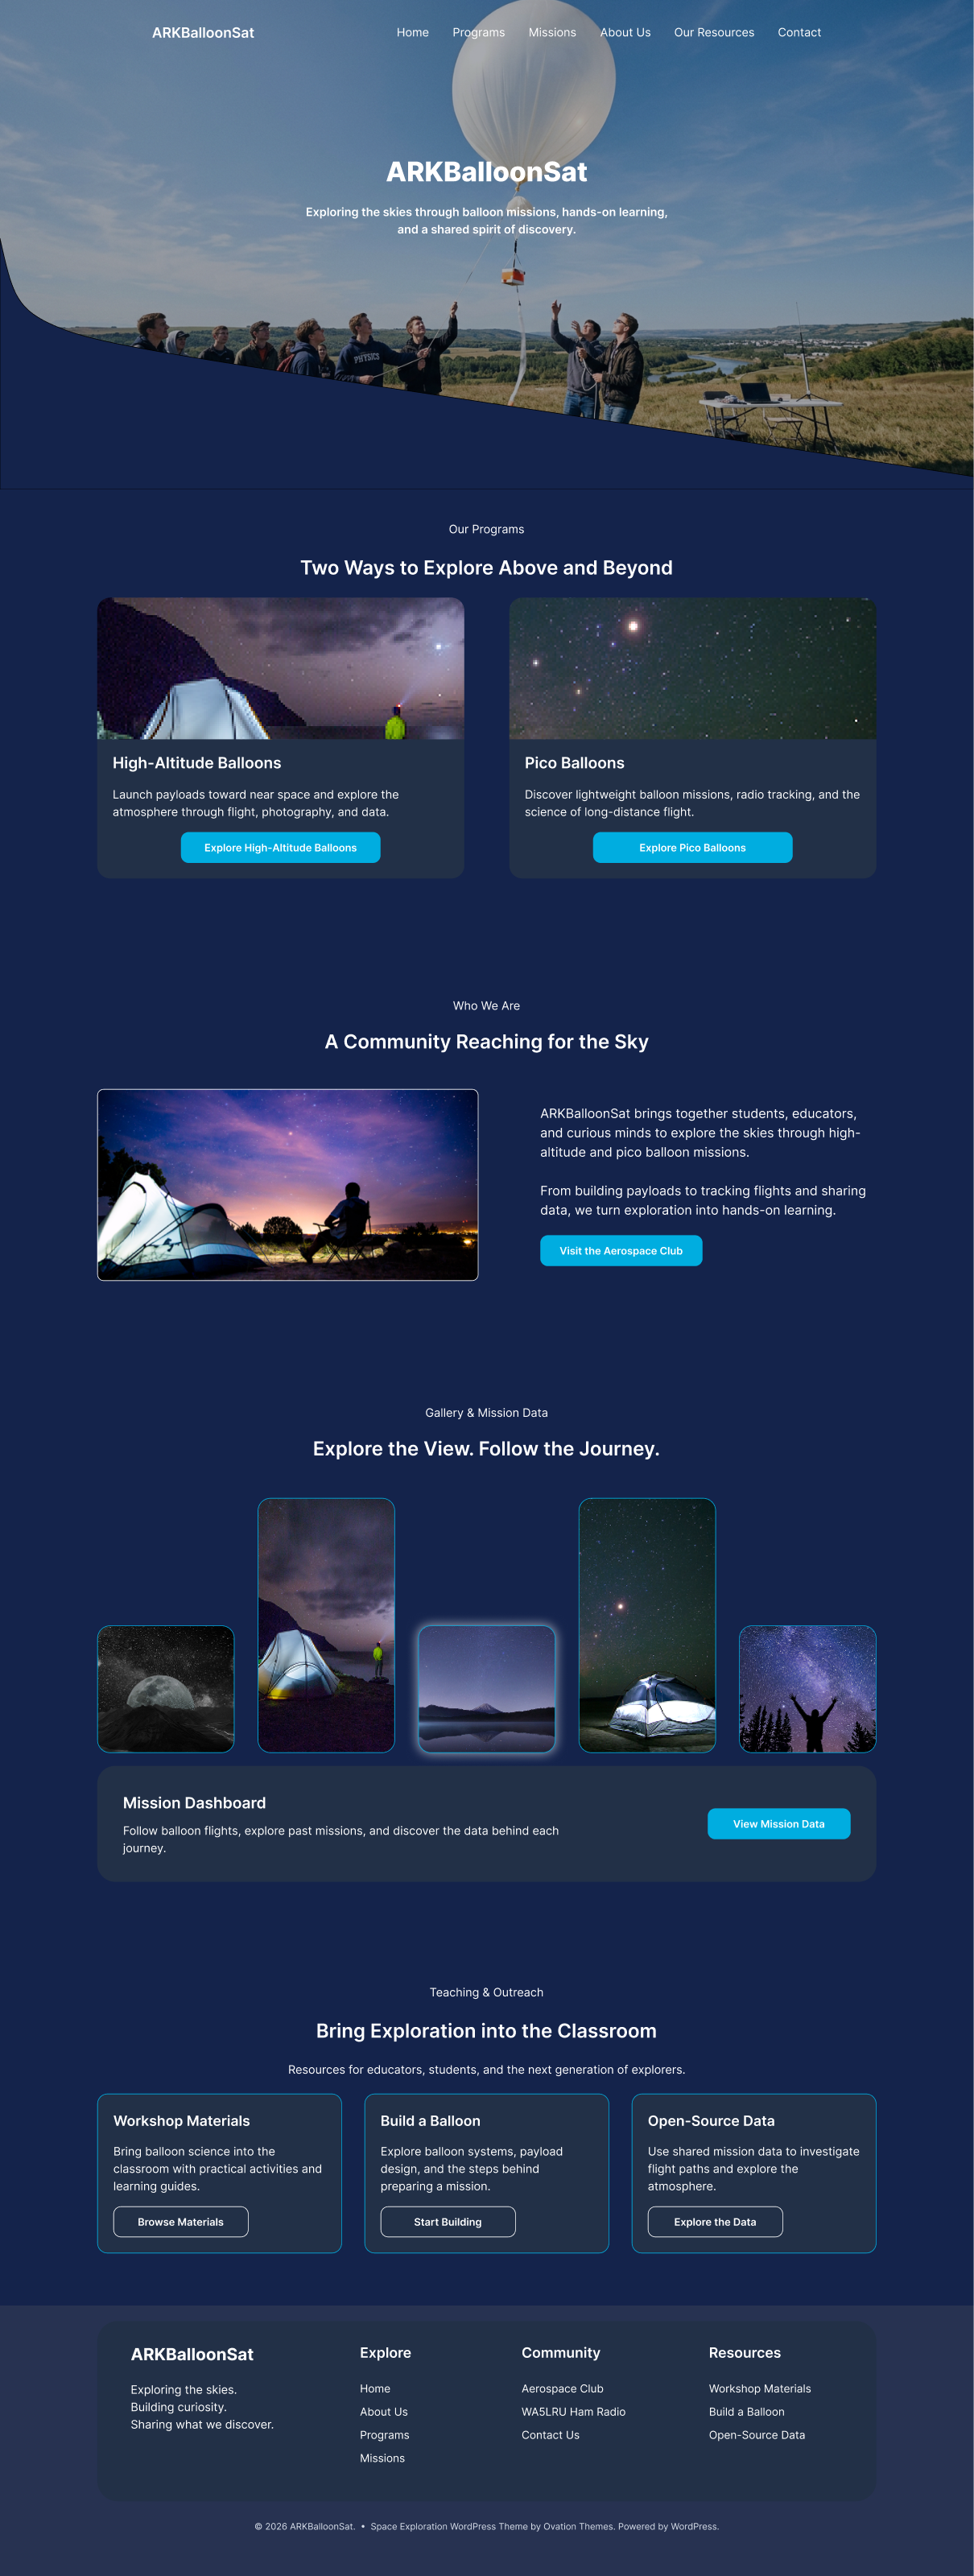 ARKBalloonSat
Home Programs Missions About Us Our Resources Contact
ARKBalloonSat
Exploring the skies through balloon missions, hands-on learning,
and a shared spirit of discovery.
PHYSICS
Our Programs
Two Ways to Explore Above and Beyond
High-Altitude Balloons
Launch payloads toward near space and explore the
atmosphere through flight, photography, and data.
Explore High-Altitude Balloons
Pico Balloons
Discover lightweight balloon missions, radio tracking, and the
science of long-distance flight.
Explore Pico Balloons
Who We Are
A Community Reaching for the Sky
ARKBalloonSat brings together students, educators,
and curious minds to explore the skies through high-
altitude and pico balloon missions.
From building payloads to tracking flights and sharing
data, we turn exploration into hands-on learning.
Visit the Aerospace Club
Gallery & Mission Data
Explore the View. Follow the Journey.
Mission Dashboard
Follow balloon flights, explore past missions, and discover the data behind each
journey.
View Mission Data
Teaching & Outreach
Bring Exploration into the Classroom
Resources for educators, students, and the next generation of explorers.
Workshop Materials
Bring balloon science into the
classroom with practical activities and
learning guides.
Browse Materials
Build a Balloon
Explore balloon systems, payload
design, and the steps behind
preparing a mission.
Start Building
Open-Source Data
Use shared mission data to investigate
flight paths and explore the
atmosphere.
Explore the Data
ARKBalloonSat
Exploring the skies.
Building curiosity.
Sharing what we discover.
Explore
Home
About Us
Programs
Missions
Community
Aerospace Club
WA5LRU Ham Radio
Contact Us
Resources
Workshop Materials
Build a Balloon
Open-Source Data
© 2026 ARKBalloonSat. • Space Exploration WordPress Theme by Ovation Themes. Powered by WordPress.